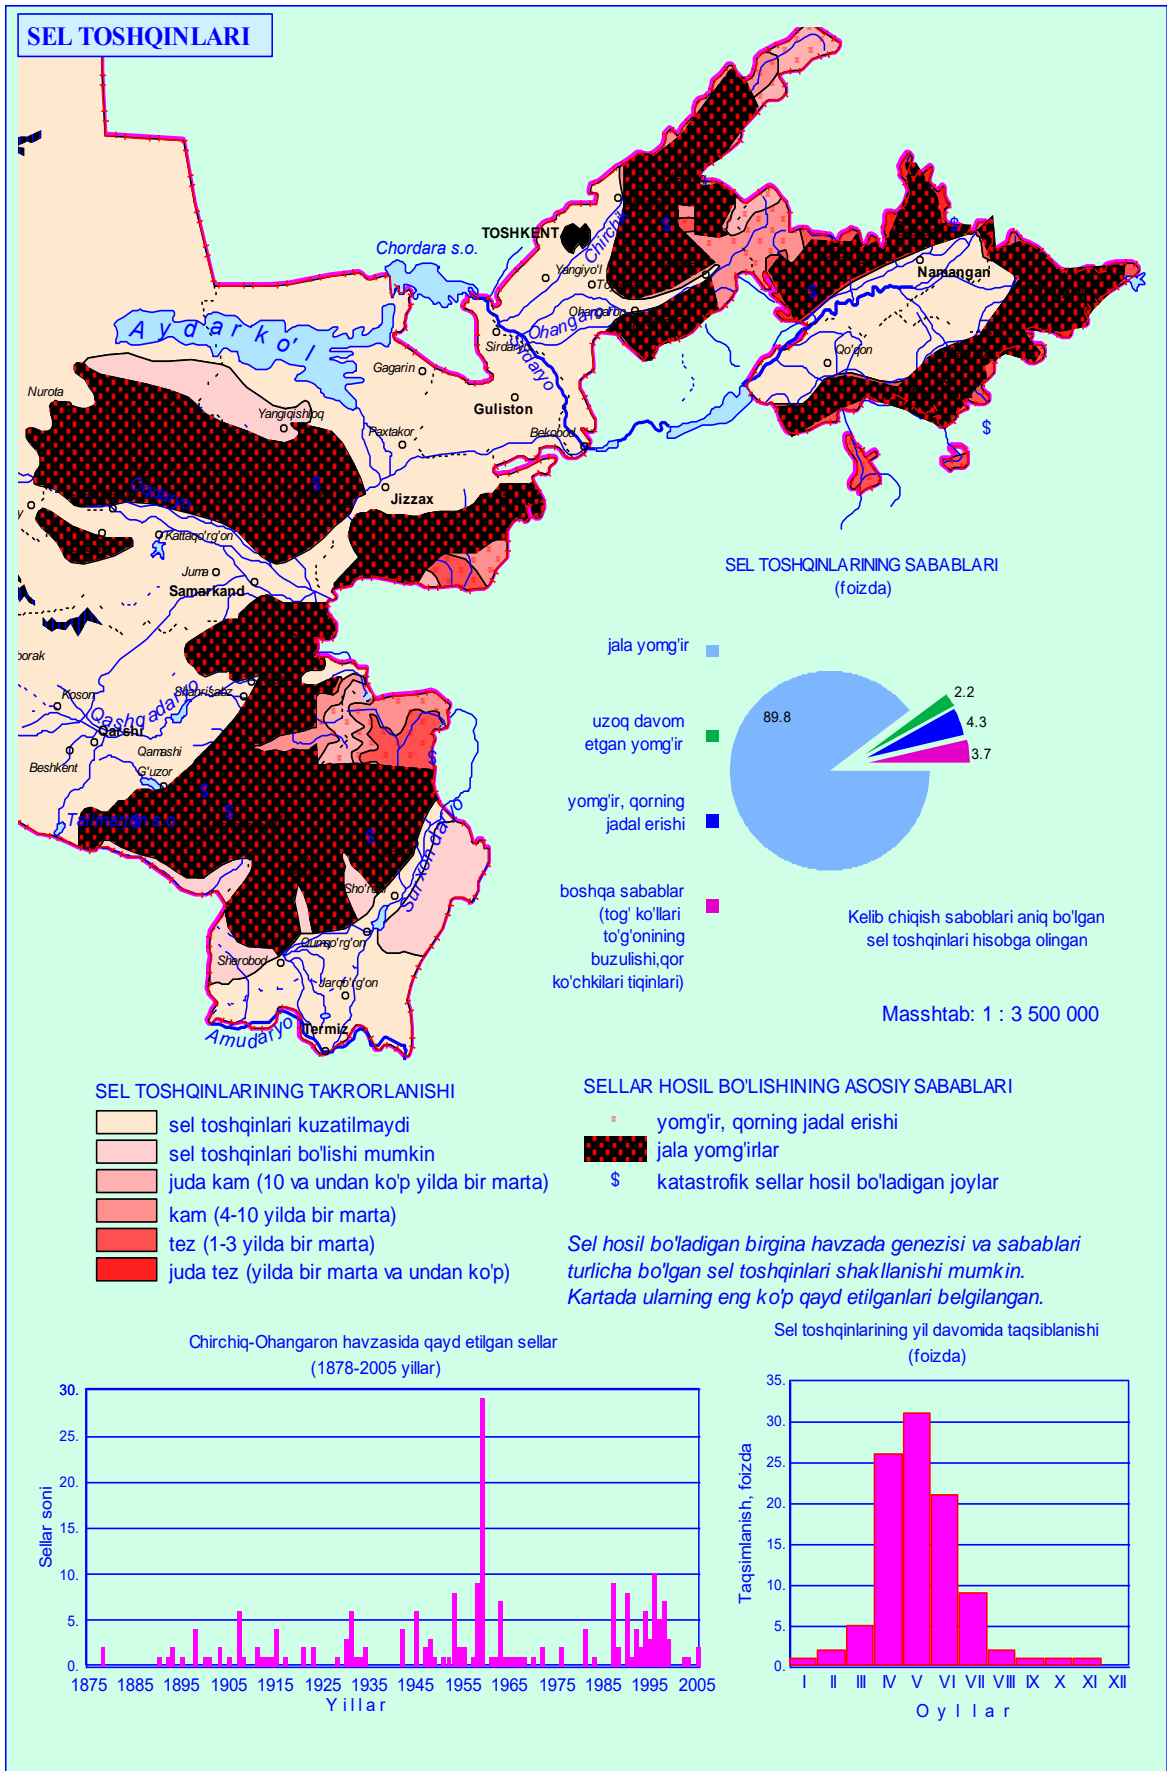 SEL TOSHQINLARI
TOSHKENT
Chirchik
Chordara s.o.
Yangiyo'l
Namangan
Ohangaron
Ohangaron
Aydarko'l
Sirdaryo
Sirdaryo
Qo'qon
Gagarin
Nurota
Guliston
Yangiqishloq
Paxtakor
Bekobod
Oqdaryo
Jizzax
Kattaqo'rg'on
Juma
Samarkand
Koson
Shahrisabz
Qashqadaryo
Qarshi
Qamashi
Beshkent
G'uzor
Talimarjon s.o.
Surxondaryo
Sho'rchi
Qumqo'rg'on
Sherobod
Jarqo'rg'on
Amudaryo
Termiz
SEL TOSHQINLARINING SABABLARI
(foizda)
jala yomg'ir
uzoq davom
etgan yomg'ir
yomg'ir, qorning
jadal erishi
boshqa sabablar
(tog' ko'llari
to'g'onining
buzulishi,qor
ko'chkilari tiqinlari)
89.8
2.2
4.3
3.7
Kelib chiqish saboblari aniq bo'lgan
sel toshqinlari hisobga olingan
Masshtab: 1 : 3 500 000
SEL TOSHQINLARINING TAKRORLANISHI
sel toshqinlari kuzatilmaydi
sel toshqinlari bo'lishi mumkin
juda kam (10 va undan ko'p yilda bir marta)
kam (4-10 yilda bir marta)
tez (1-3 yilda bir marta)
juda tez (yilda bir marta va undan ko'p)
SELLAR HOSIL BO'LISHINING ASOSIY SABABLARI
yomg'ir, qorning jadal erishi
jala yomg'irlar
$ katastrofik sellar hosil bo'ladigan joylar
Sel hosil bo'ladigan birgina havzada genezisi va sabablari
turlicha bo'lgan sel toshqinlari shakllanishi mumkin.
Kartada ularning eng ko'p qayd etilganlari belgilangan.
Chirchiq-Ohangaron havzasida qayd etilgan sellar
(1878-2005 yillar)
Sellar soni
30.
25.
20.
15.
10.
5.
0.
1875 1885 1895 1905 1915 1925 1935 1945 1955 1965 1975 1985 1995 2005
Yillar
Sel toshqinlarining yil davomida taqsiblanishi
(foizda)
Taqsimlanish, foizda
35.
30.
25.
20.
15.
10.
5.
0.
I II III IV V VI VII VIII IX X XI XII
Oyllar